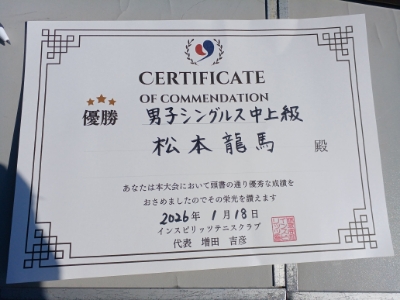 CERTIFICATE
OF COMMENDATION
優勝 男子シングルス中上級
松本龍馬 殿
あなたは本大会において頭書の通り優秀な成績を
おさめましたのでその栄光を讃えます
2026年 1月18日
インスピリッツテニスクラブ
代表 増田 吉彦